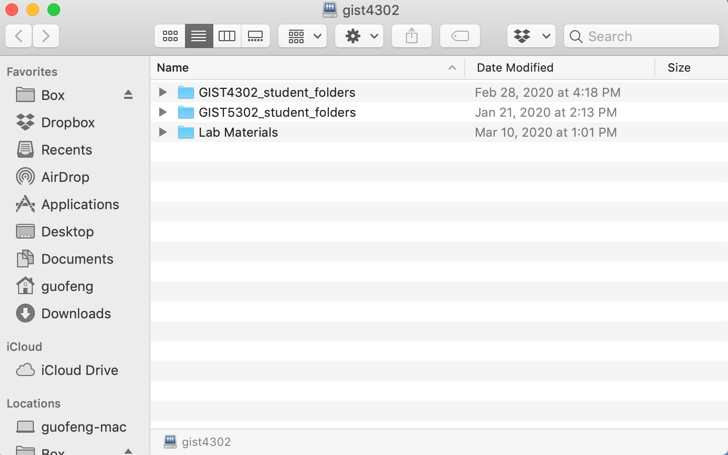 gist4302
Search
Favorites
Box
Dropbox
Recents
AirDrop
Applications
Desktop
Documents
guofeng
Downloads
iCloud
iCloud Drive
Locations
guofeng-mac
Box
Name Date Modified Size
GIST4302_student_folders Feb 28, 2020 at 4:18 PM
GIST5302_student_folders Jan 21, 2020 at 2:13 PM
Lab Materials Mar 10, 2020 at 1:01 PM
gist4302